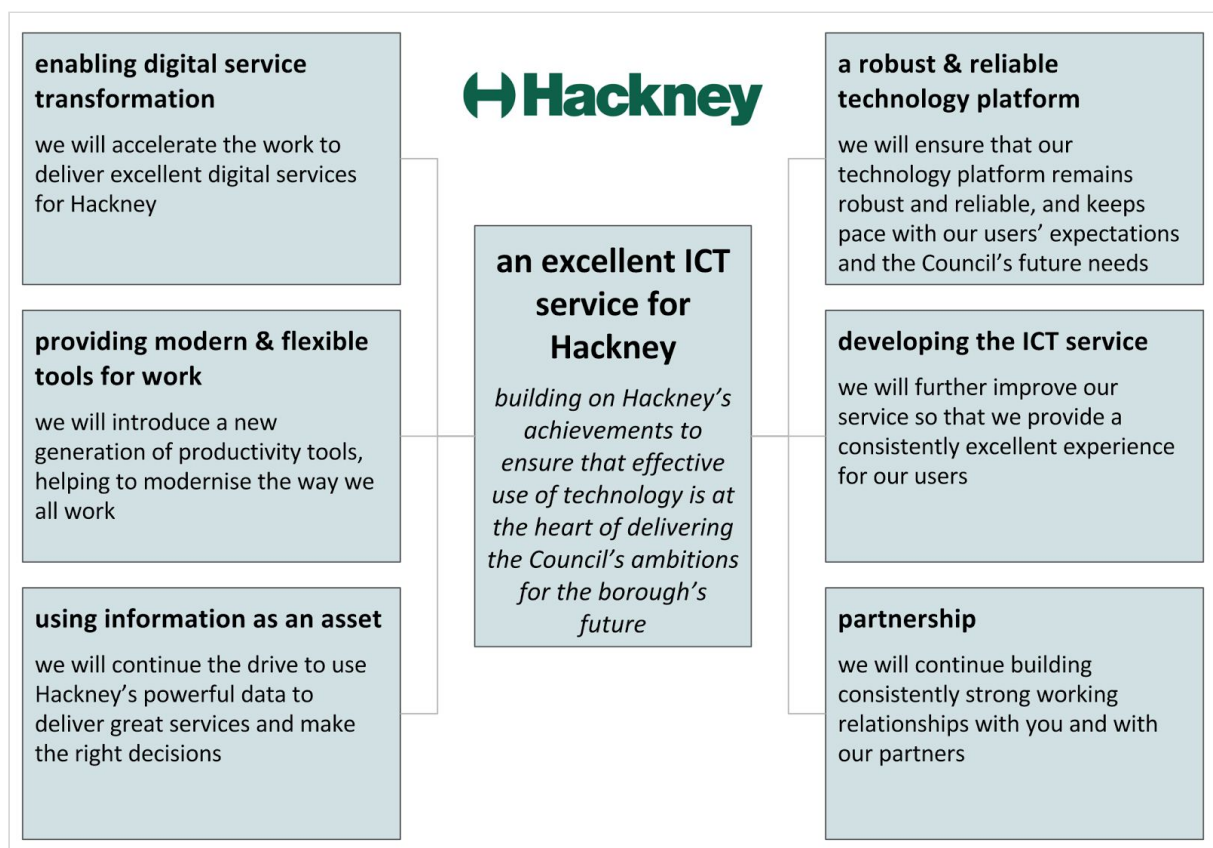 Hackney
enabling digital service
transformation
we will accelerate the work to
deliver excellent digital services
for Hackney
providing modern & flexible
tools for work
we will introduce a new
generation of productivity tools,
helping to modernise the way we
all work
using information as an asset
we will continue the drive to use
Hackney’s powerful data to
deliver great services and make
the right decisions
an excellent ICT
service for
Hackney
building on Hackney’s
achievements to
ensure that effective
use of technology is at
the heart of delivering
the Council’s ambitions
for the borough’s
future
a robust & reliable
technology platform
we will ensure that our
technology platform remains
robust and reliable, and keeps
pace with our users’ expectations
and the Council’s future needs
developing the ICT service
we will further improve our
service so that we provide a
consistently excellent experience
for our users
partnership
we will continue building
consistently strong working
relationships with you and with
our partners